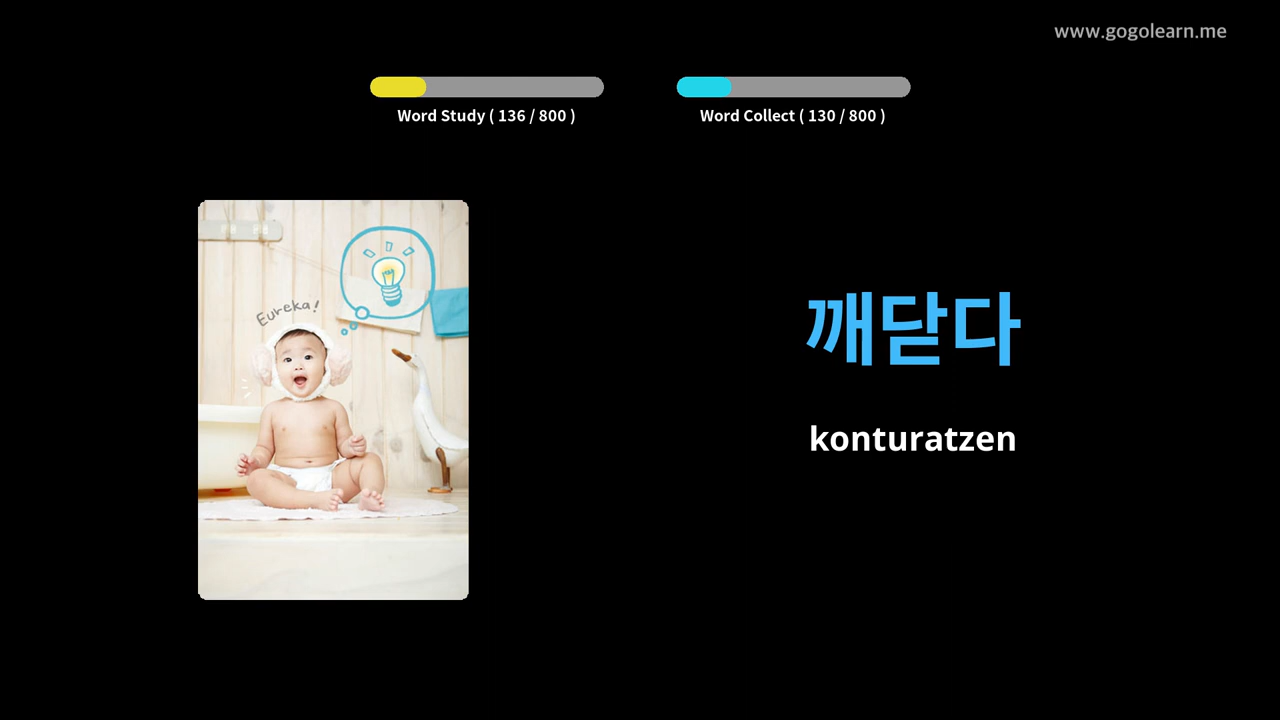 www.gogolearn.me
Word Study ( 136 / 800 )
Word Collect ( 130 / 800 )
Eureka!
깨닫다
konturatzen